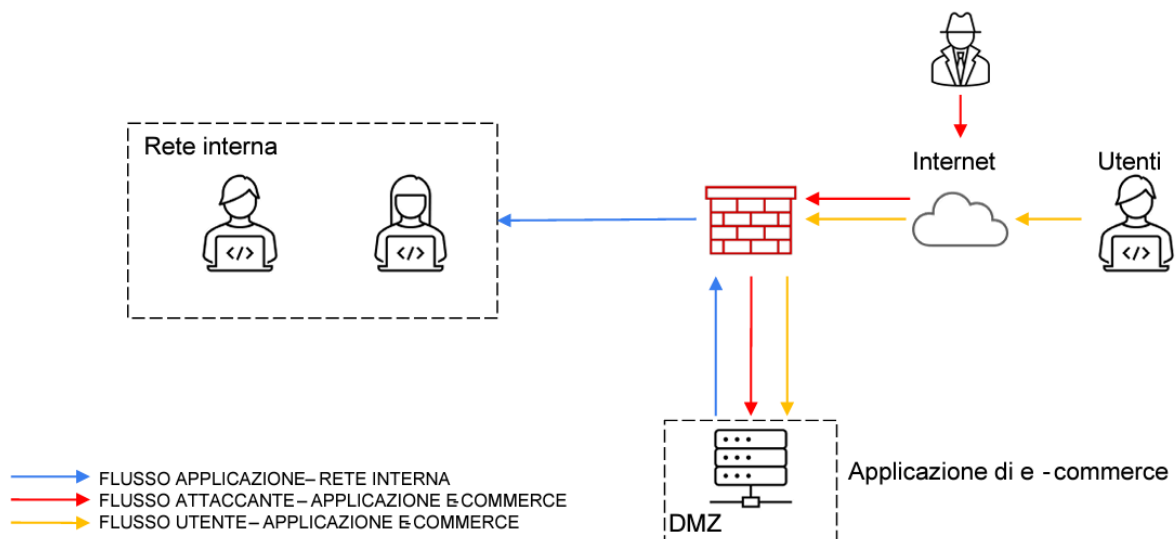 Rete interna
Internet
Utenti
</>
</>
</>
Applicazione di e - commerce
DMZ
FLUSSO APPLICAZIONE– RETE INTERNA
FLUSSO ATTACCANTE – APPLICAZIONE E-COMMERCE
FLUSSO UTENTE – APPLICAZIONE E-COMMERCE